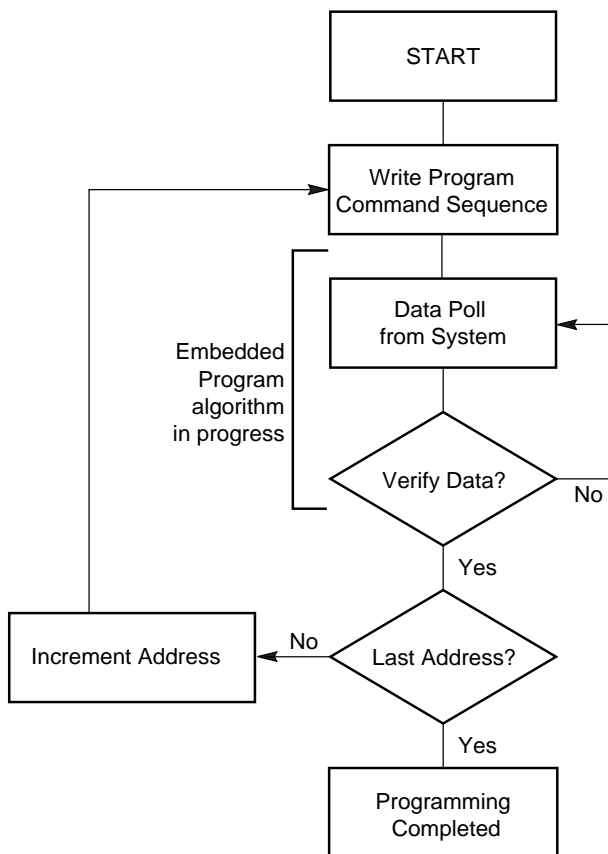 START
Write Program
Command Sequence
Data Poll
from System
Embedded
Program
algorithm
in progress
Verify Data?
No
Yes
No
Increment Address
Last Address?
Yes
Programming
Completed